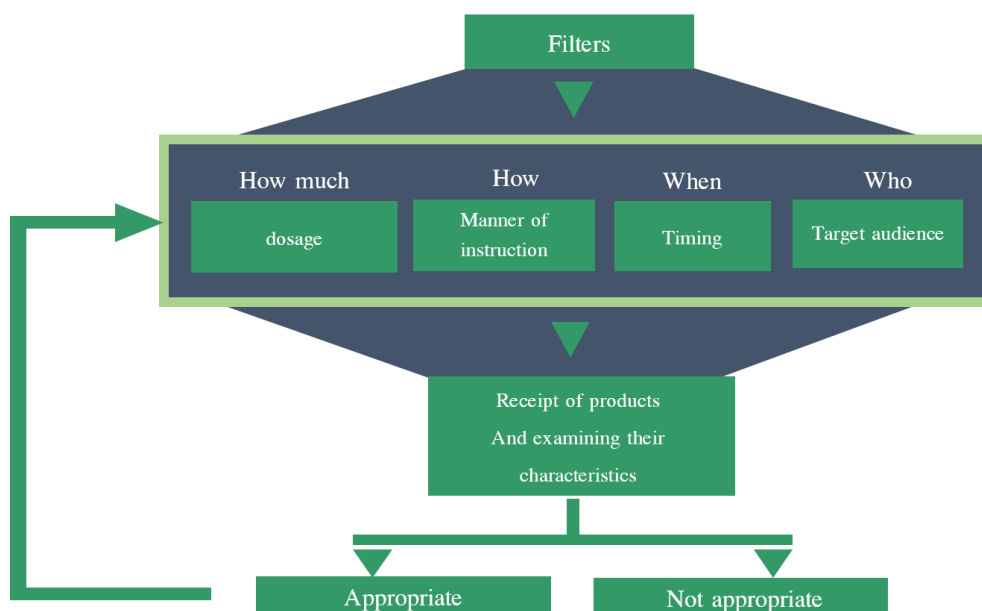 Filters
How much
How
When
Who
dosage
Manner of
instruction
Timing
Target audience
Receipt of products
And examining their
characteristics
Appropriate
Not appropriate